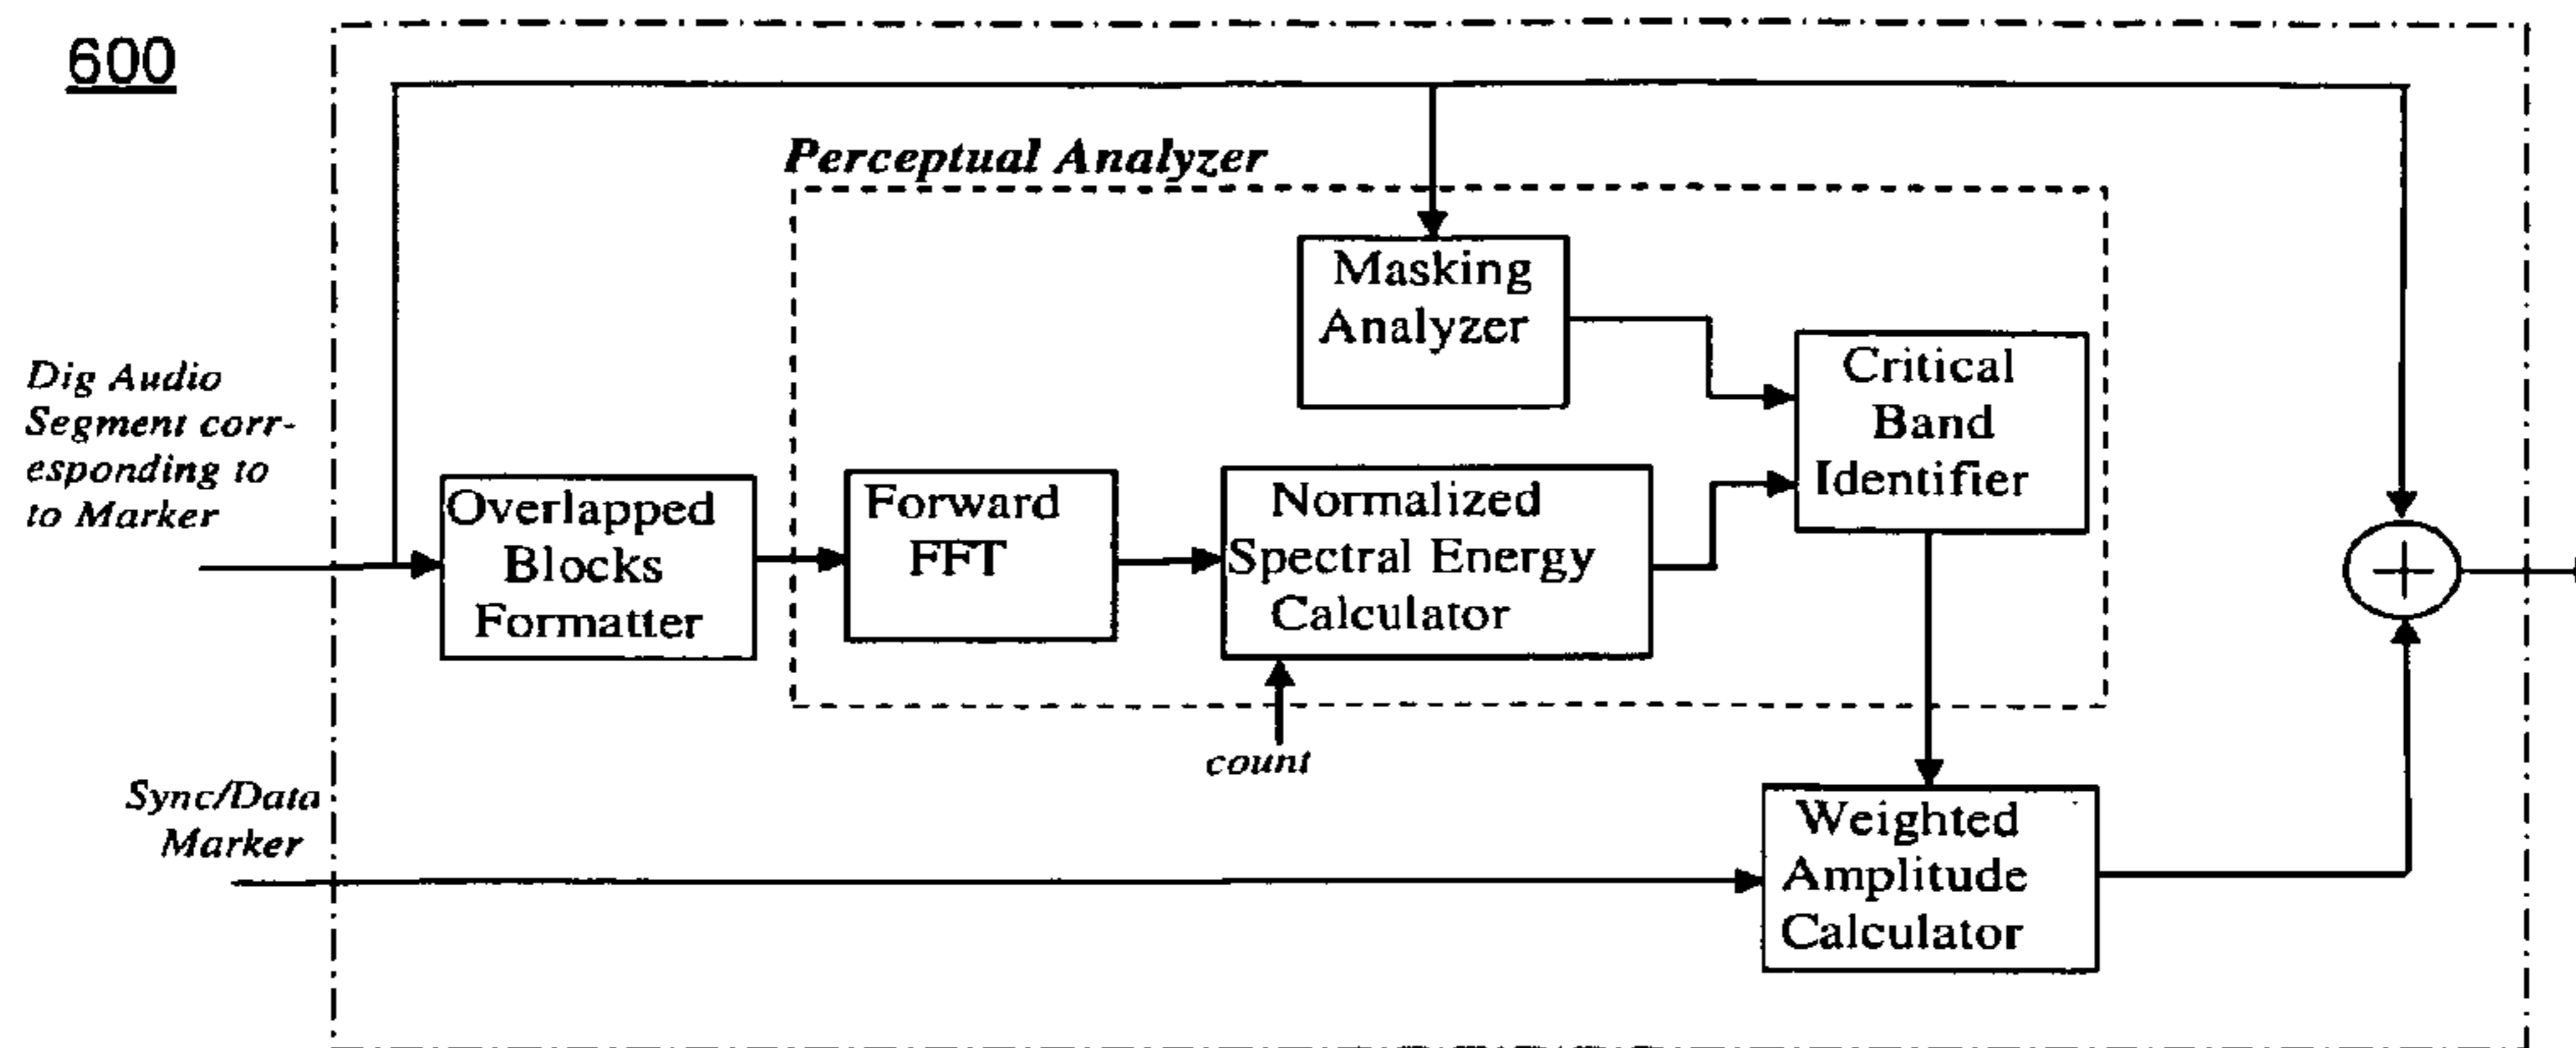 600
Perceptual Analyzer
Masking
Analyzer
Critical
Band
Identifier
Dig Audio
Segment corr-
esponding to
to Marker
Overlapped
Blocks
Formatter
Forward
FFT
Normalized
Spectral Energy
Calculator
+
count
Sync/Data
Marker
Weighted
Amplitude
Calculator